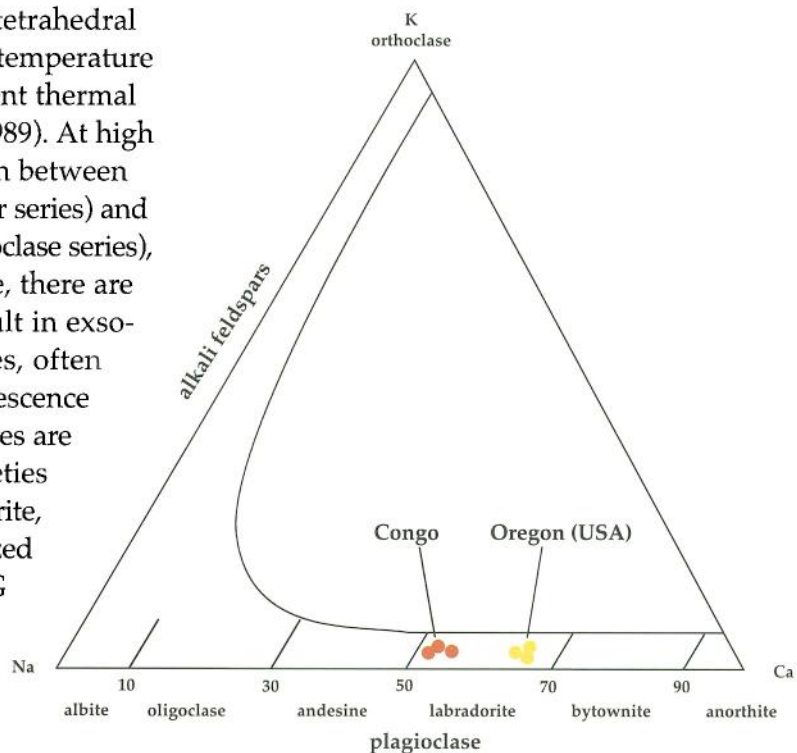 tetrahedral
temperature
nt thermal
989). At high
n between
r series) and
oclase series),
e, there are
ult in exso-
es, often
escence
es are
eties
rite,
ed
G
K
orthoclase
alkali feldspars
Congo
Oregon (USA)
Na
Ca
10 30 50 70 90
albite oligoclase andesine labradorite bytownite anorthite
plagioclase